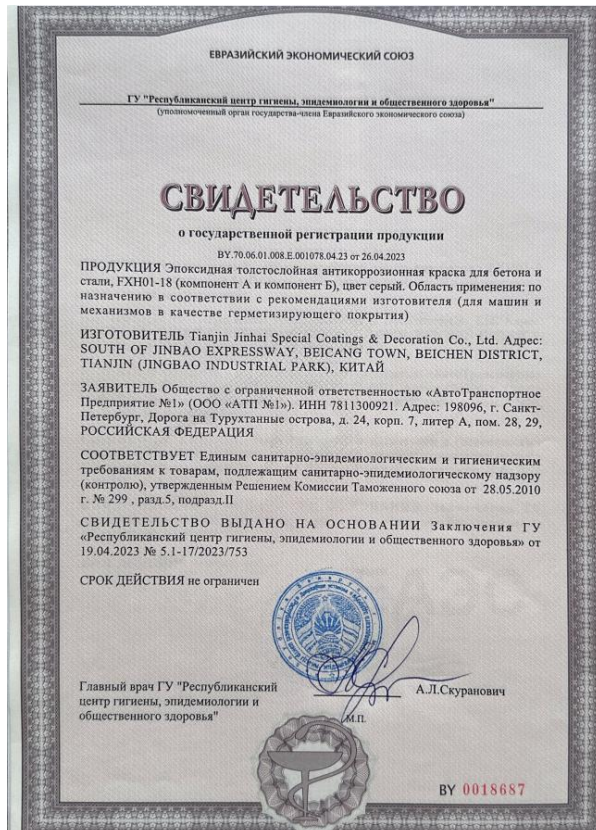 ЕВРАЗИЙСКИЙ ЭКОНОМИЧЕСКИЙ СОЮЗ
ГУ "Республиканский центр гигиены, эпидемиологии и общественного здоровья"
(уполномоченный орган государства-члена Евразийского экономического союза)
СВИДЕТЕЛЬСТВО
о государственной регистрации продукции
BY.70.06.01.008.E.001078.04.23 от 26.04.2023
ПРОДУКЦИЯ Эпоксидная толстослойная антикоррозионная краска для бетона и
стали, FXH01-18 (компонент А и компонент Б), цвет серый. Область применения: по
назначению в соответствии с рекомендациями изготовителя (для машин и
механизмов в качестве герметизирующего покрытия)
ИЗГОТОВИТЕЛЬ Tianjin Jinhai Special Coatings & Decoration Co., Ltd. Адрес:
SOUTH OF JINBAO EXPRESSWAY, BEICANG TOWN, BEICHEN DISTRICT,
TIANJIN (JINGBAO INDUSTRIAL PARK), КИТАЙ
ЗАЯВИТЕЛЬ Общество с ограниченной ответственностью «АвтоТранспортное
Предприятие №1» (ООО «АТП №1»). ИНН 7811300921. Адрес: 198096, г. Санкт-
Петербург, Дорога на Турухтанные острова, д. 24, корп. 7, литер А, пом. 28, 29,
РОССИЙСКАЯ ФЕДЕРАЦИЯ
СООТВЕТСТВУЕТ Единым санитарно-эпидемиологическим и гигиеническим
требованиям к товарам, подлежащим санитарно-эпидемиологическому надзору
(контролю), утвержденным Решением Комиссии Таможенного союза от 28.05.2010
г. № 299 , разд.5, подразд.II
СВИДЕТЕЛЬСТВО ВЫДАНО НА ОСНОВАНИИ Заключения ГУ
«Республиканский центр гигиены, эпидемиологии и общественного здоровья» от
19.04.2023 № 5.1-17/2023/753
СРОК ДЕЙСТВИЯ не ограничен
Главный врач ГУ "Республиканский
центр гигиены, эпидемиологии и
общественного здоровья"
А.Л.Скуранович
М.П.
BY 0018687